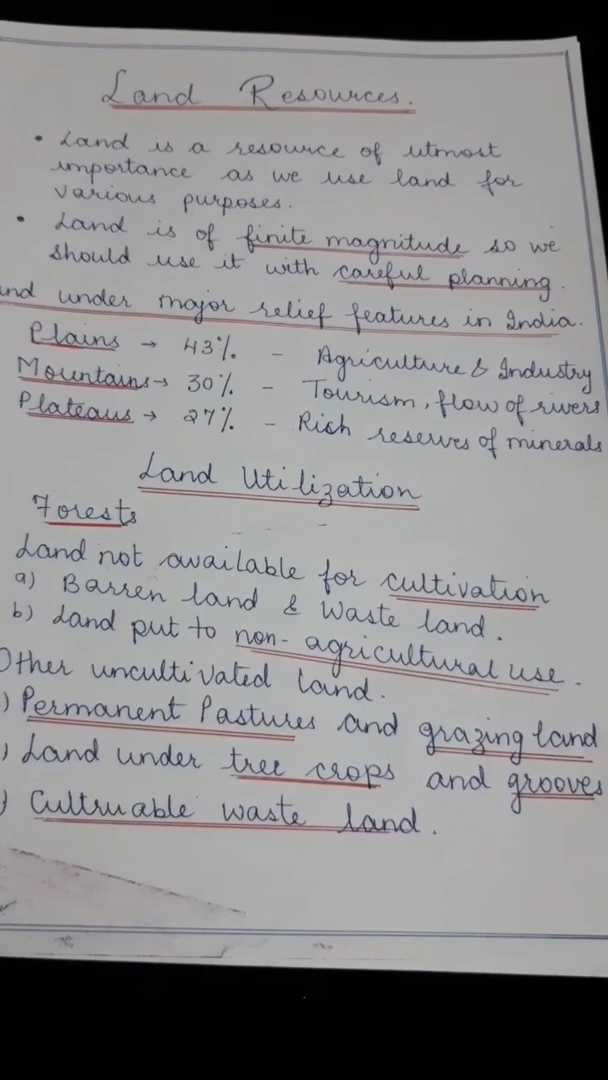 Land Resources.
• Land is a resource of utmost
importance as we use land for
various purposes.
• Land is of finite magnitude so we
should use it with careful planning.
and under major relief features in India.
Plains → 43% - Agriculture & Industry
Mountains → 30% - Tourism, flow of rivers
Plateaus → 27% - Rich reserves of minerals
Land Utilization
Forests
Land not available for cultivation
a) Barren land & Waste land.
b) Land put to non-agricultural use.
Other uncultivated land.
) Permanent Pastures and grazing land
) Land under tree crops and grooves
) Cultruable waste land.